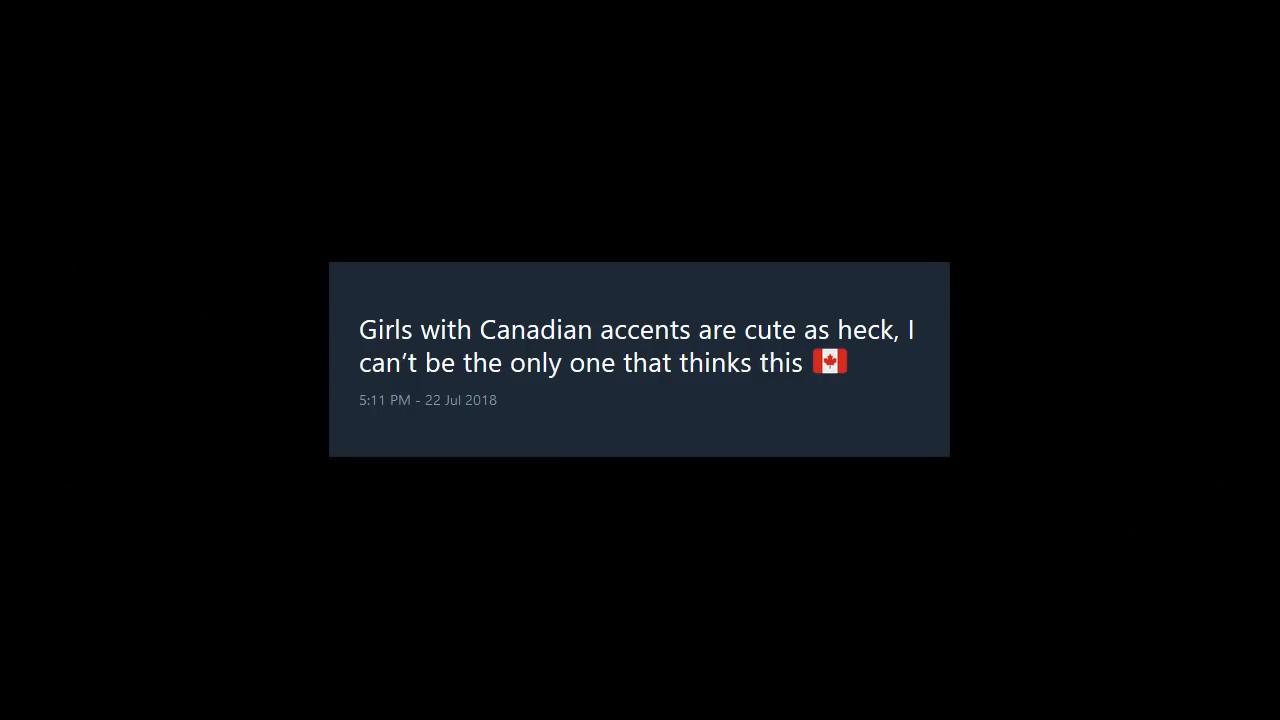 Girls with Canadian accents are cute as heck, I
can’t be the only one that thinks this 🇨🇦
5:11 PM - 22 Jul 2018